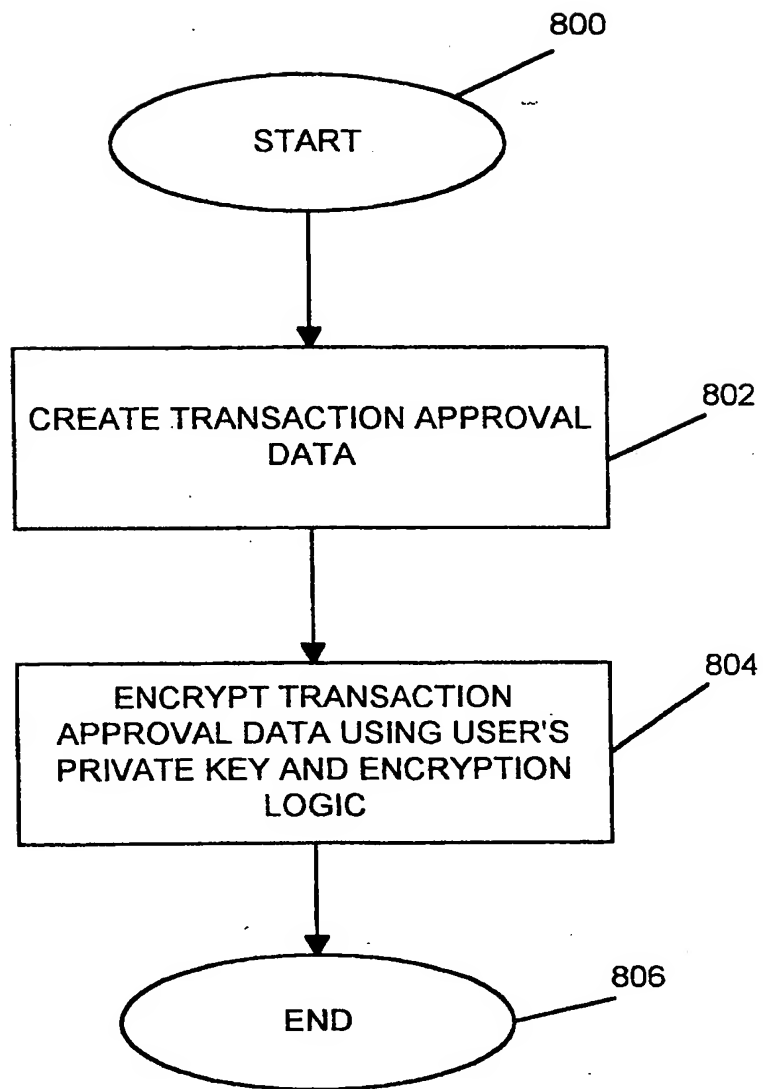 800
START
CREATE TRANSACTION APPROVAL
DATA
802
ENCRYPT TRANSACTION
APPROVAL DATA USING USER'S
PRIVATE KEY AND ENCRYPTION
LOGIC
804
END
806